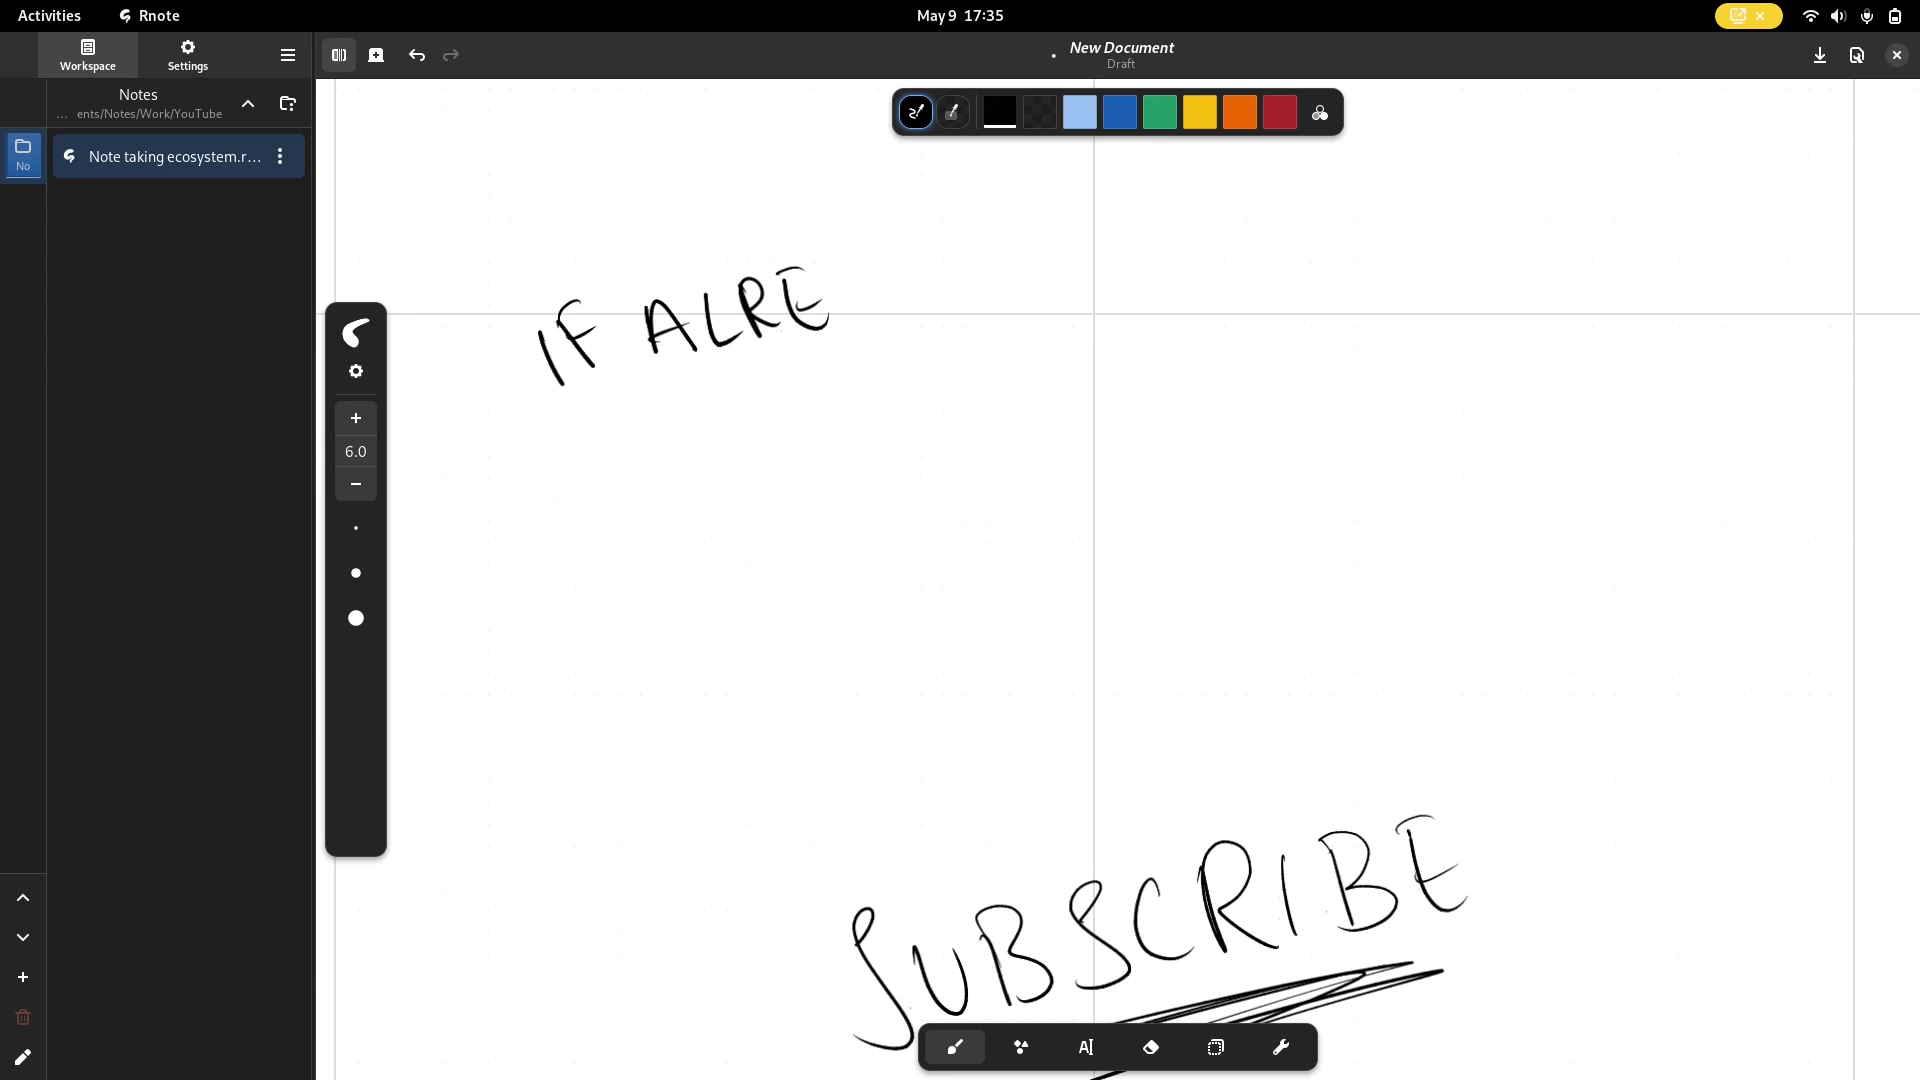 Activities Rnote May 9 17:35
Workspace Settings New Document
Draft
Notes
... ents/Notes/Work/YouTube
No Note taking ecosystem.r...
IF ALRE
6.0
SUBSCRIBE